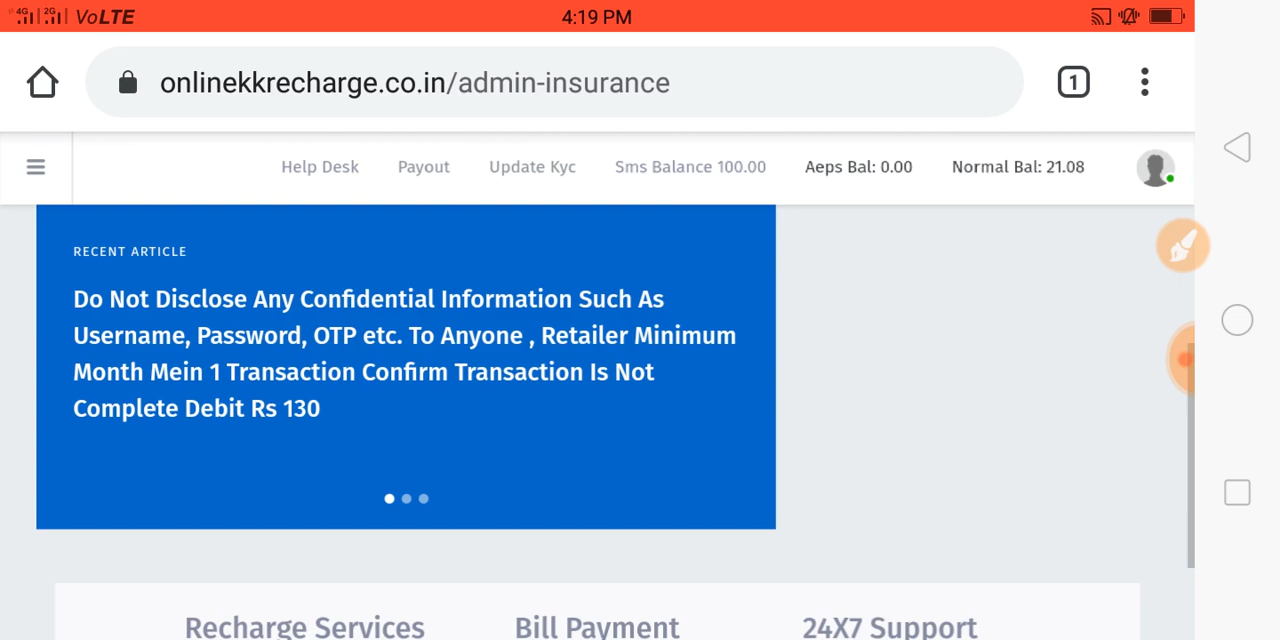 4G 2G VoLTE 4:19 PM
onlinekkrecharge.co.in/admin-insurance 1
Help Desk Payout Update Kyc Sms Balance 100.00 Aeps Bal: 0.00 Normal Bal: 21.08
RECENT ARTICLE
Do Not Disclose Any Confidential Information Such As
Username, Password, OTP etc. To Anyone , Retailer Minimum
Month Mein 1 Transaction Confirm Transaction Is Not
Complete Debit Rs 130
Recharge Services Bill Payment 24X7 Support